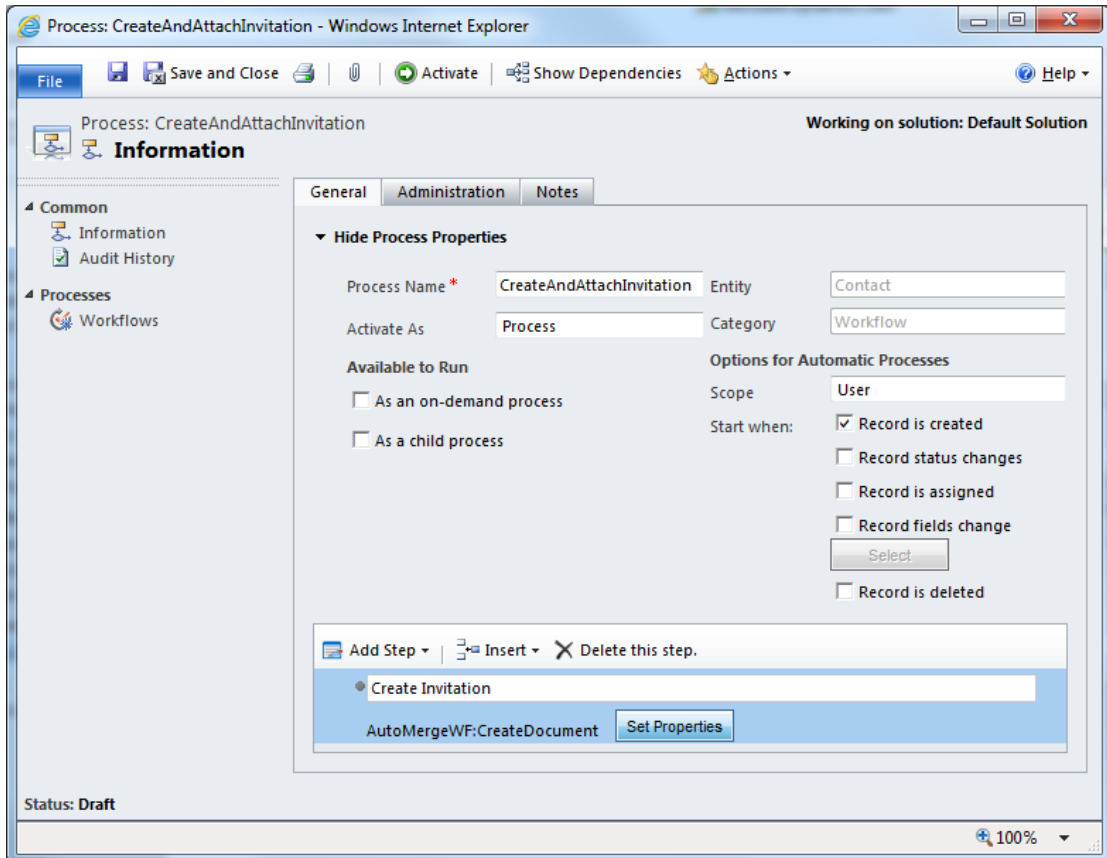 Process: CreateAndAttachInvitation - Windows Internet Explorer
File Save and Close Activate Show Dependencies Actions Help
Process: CreateAndAttachInvitation
Information
Working on solution: Default Solution
Common
Information
Audit History
Processes
Workflows
General Administration Notes
Hide Process Properties
Process Name * CreateAndAttachInvitation Entity Contact
Activate As Process Category Workflow
Available to Run Options for Automatic Processes
As an on-demand process Scope User
As a child process Start when: Record is created
Record status changes
Record is assigned
Record fields change
Select
Record is deleted
Add Step Insert Delete this step.
Create Invitation
AutoMergeWF:CreateDocument Set Properties
Status: Draft
100%